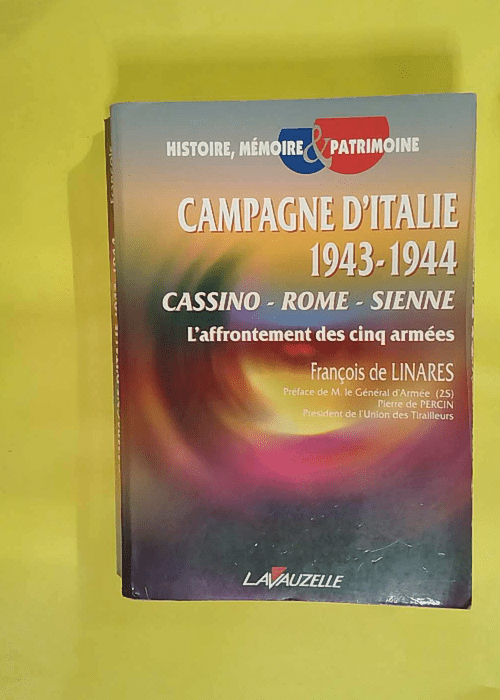 HISTOIRE, MÉMOIRE & PATRIMOINE
CAMPAGNE D'ITALIE
1943-1944
CASSINO - ROME - SIENNE
L'affrontement des cinq armées
François de LINARES
Préface de M. le Général d'Armée (2S)
Pierre de PERCIN
Président de l'Union des Tirailleurs
LAVAUZELLE